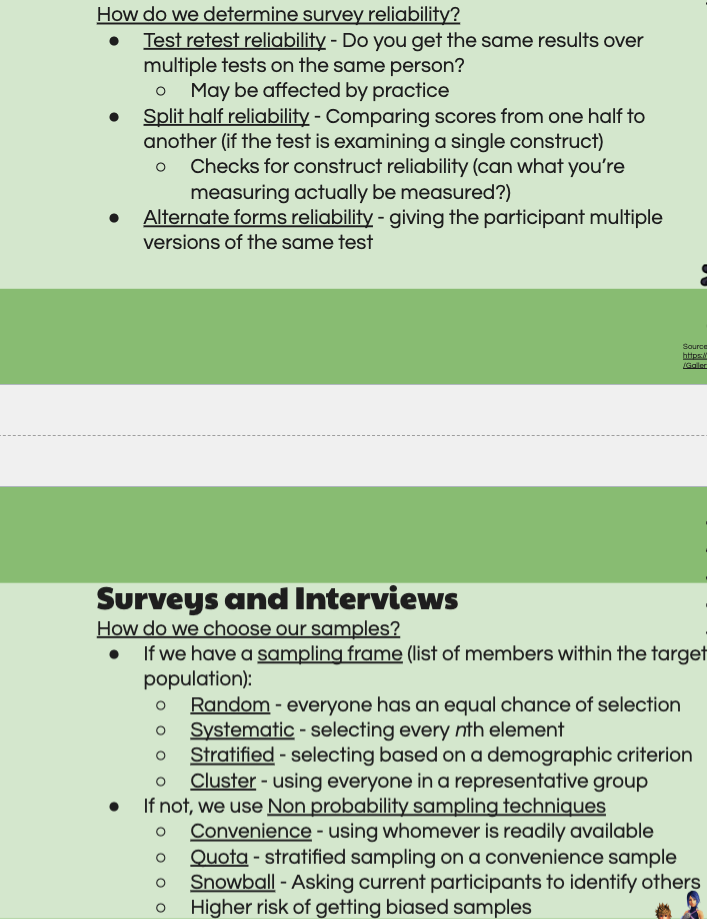 How do we determine survey reliability?
● Test retest reliability - Do you get the same results over
multiple tests on the same person?
○ May be affected by practice
● Split half reliability - Comparing scores from one half to
another (if the test is examining a single construct)
○ Checks for construct reliability (can what you're
measuring actually be measured?)
● Alternate forms reliability - giving the participant multiple
versions of the same test
Source
https:/
/Galler
Surveys and Interviews
How do we choose our samples?
● If we have a sampling frame (list of members within the target
population):
○ Random - everyone has an equal chance of selection
○ Systematic - selecting every nth element
○ Stratified - selecting based on a demographic criterion
○ Cluster - using everyone in a representative group
● If not, we use Non probability sampling techniques
○ Convenience - using whomever is readily available
○ Quota - stratified sampling on a convenience sample
○ Snowball - Asking current participants to identify others
○ Higher risk of getting biased samples